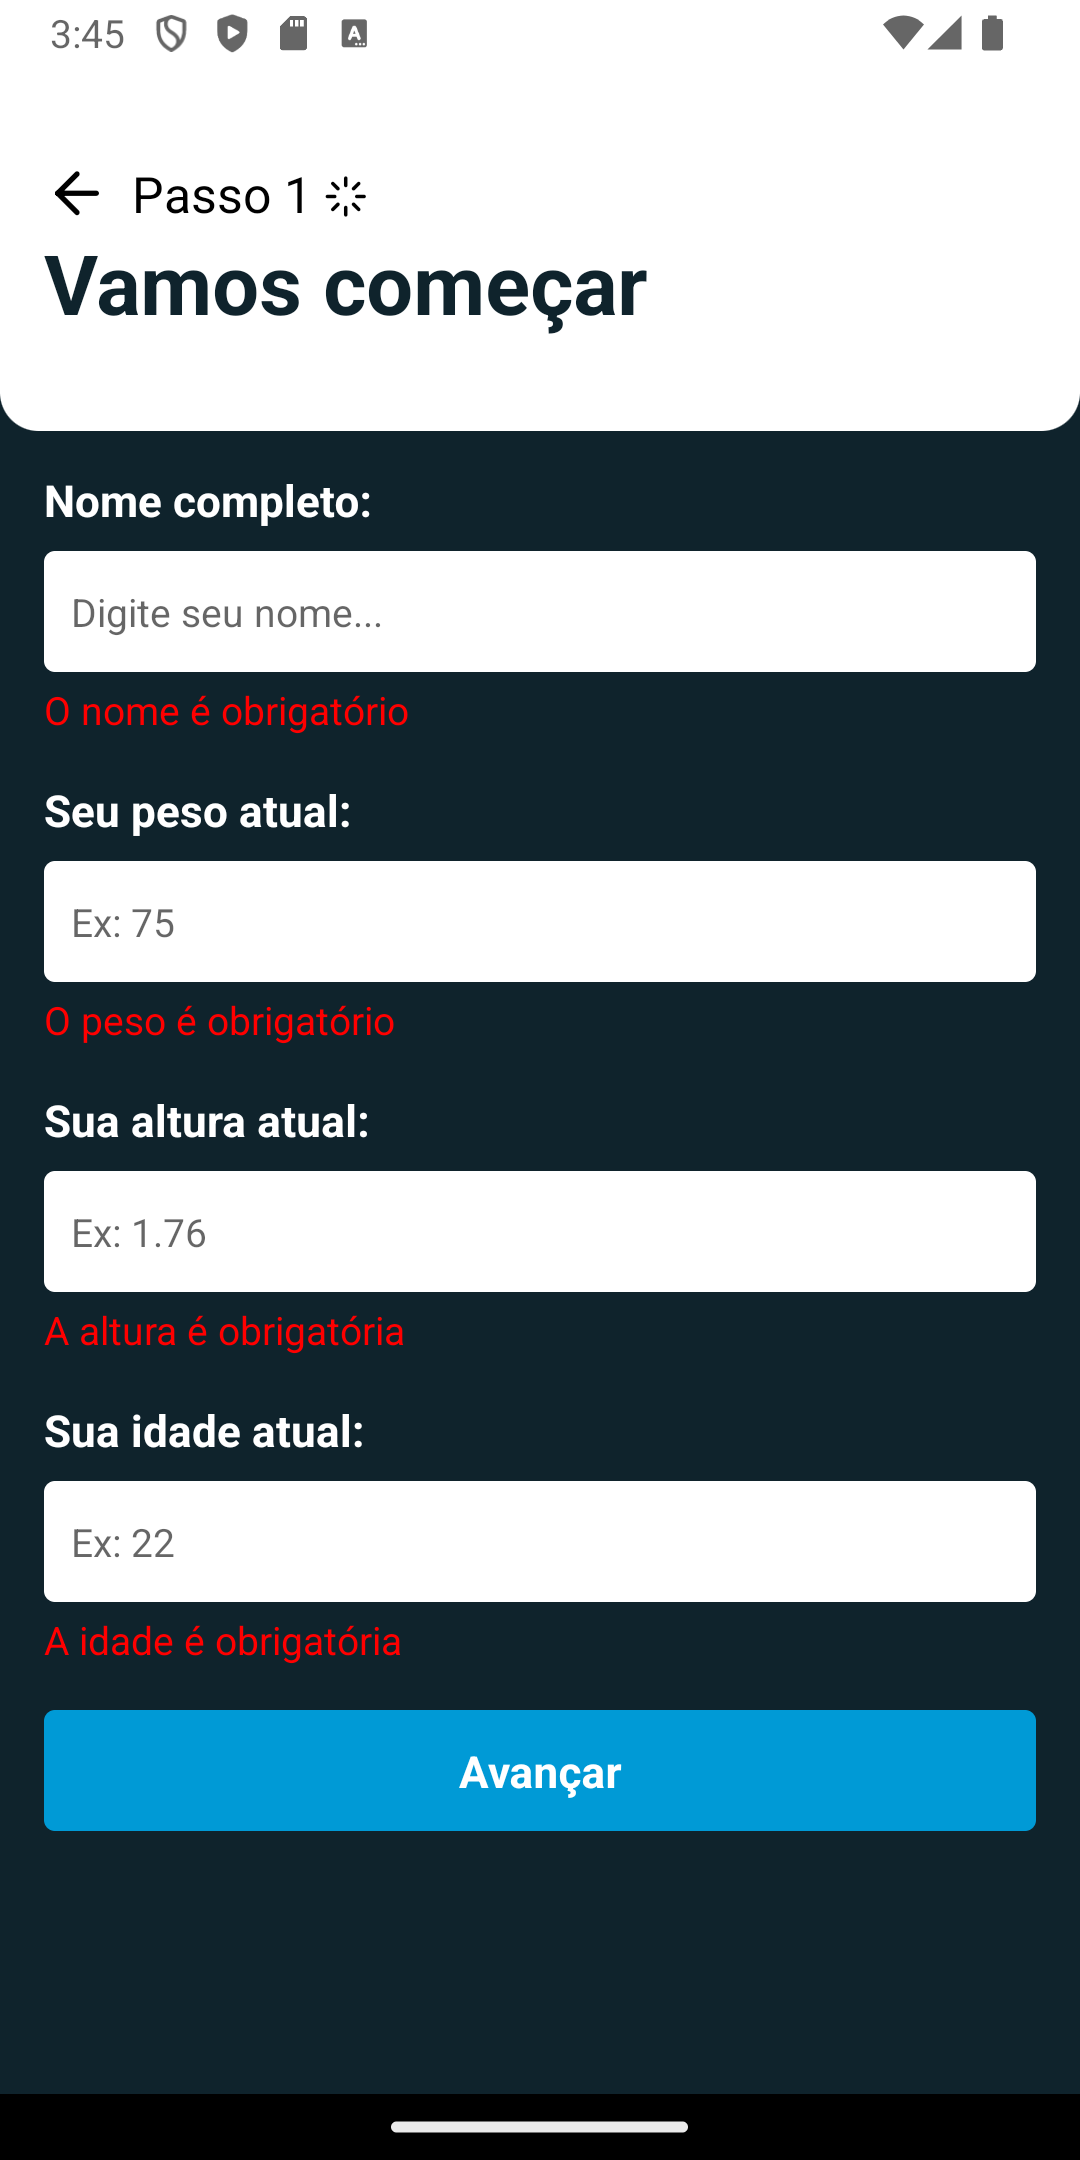 3:45
Passo 1
Vamos começar
Nome completo:
Digite seu nome...
O nome é obrigatório
Seu peso atual:
Ex: 75
O peso é obrigatório
Sua altura atual:
Ex: 1.76
A altura é obrigatória
Sua idade atual:
Ex: 22
A idade é obrigatória
Avançar